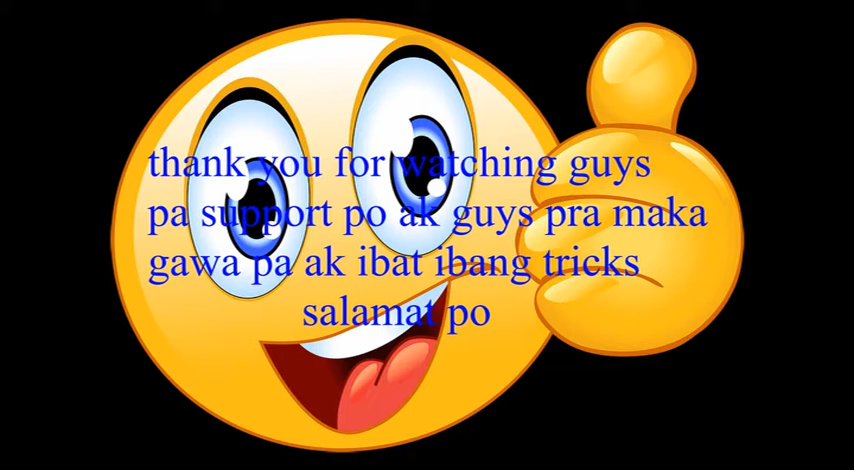 thank you for watching guys
pa support po ak guys pra maka
gawa pa ak ibat ibang tricks
salamat po